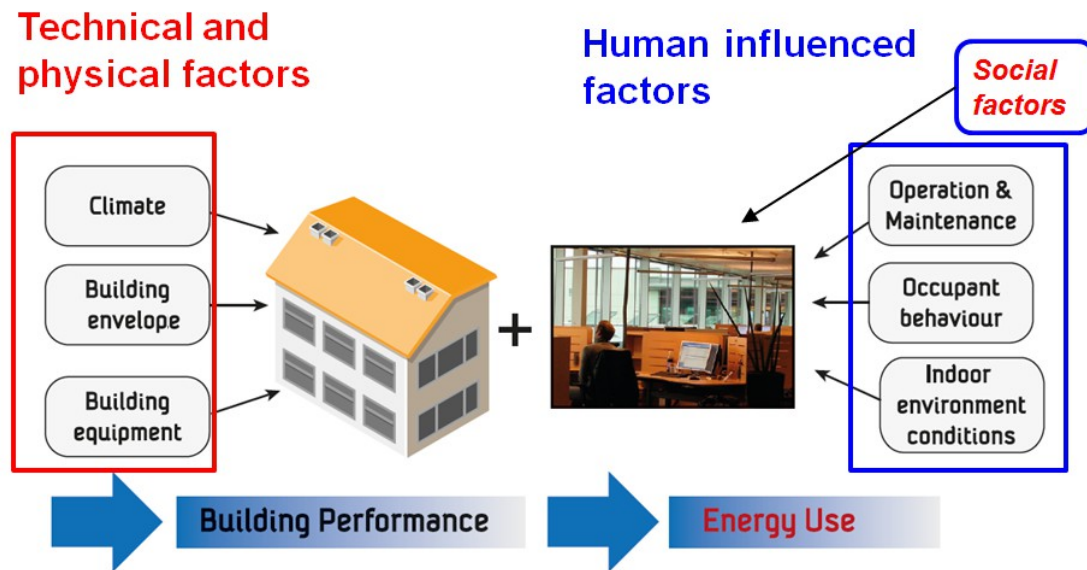 Technical and
physical factors
Human influenced
factors
Social
factors
Climate
Building
envelope
Building
equipment
+
Operation &
Maintenance
Occupant
behaviour
Indoor
environment
conditions
Building Performance
Energy Use